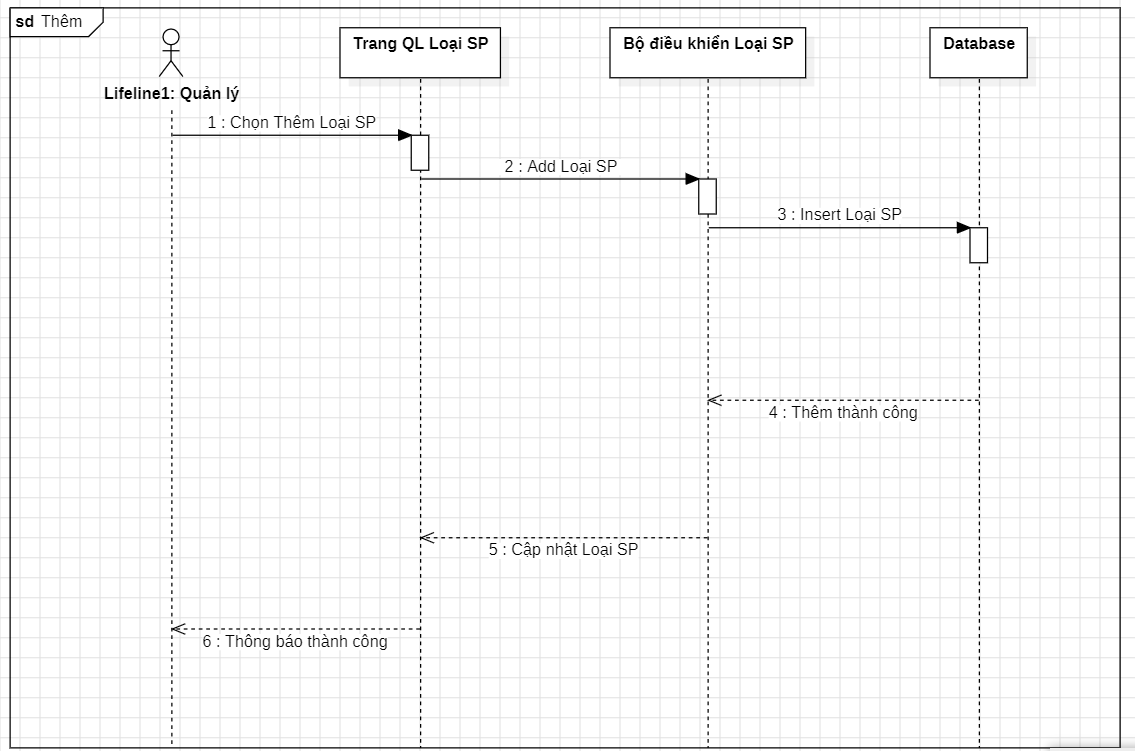 sd Thêm
Trang QL Loại SP
Bộ điều khiển Loại SP
Database
Lifeline1: Quản lý
1 : Chọn Thêm Loại SP
2 : Add Loại SP
3 : Insert Loại SP
4 : Thêm thành công
5 : Cập nhật Loại SP
6 : Thông báo thành công